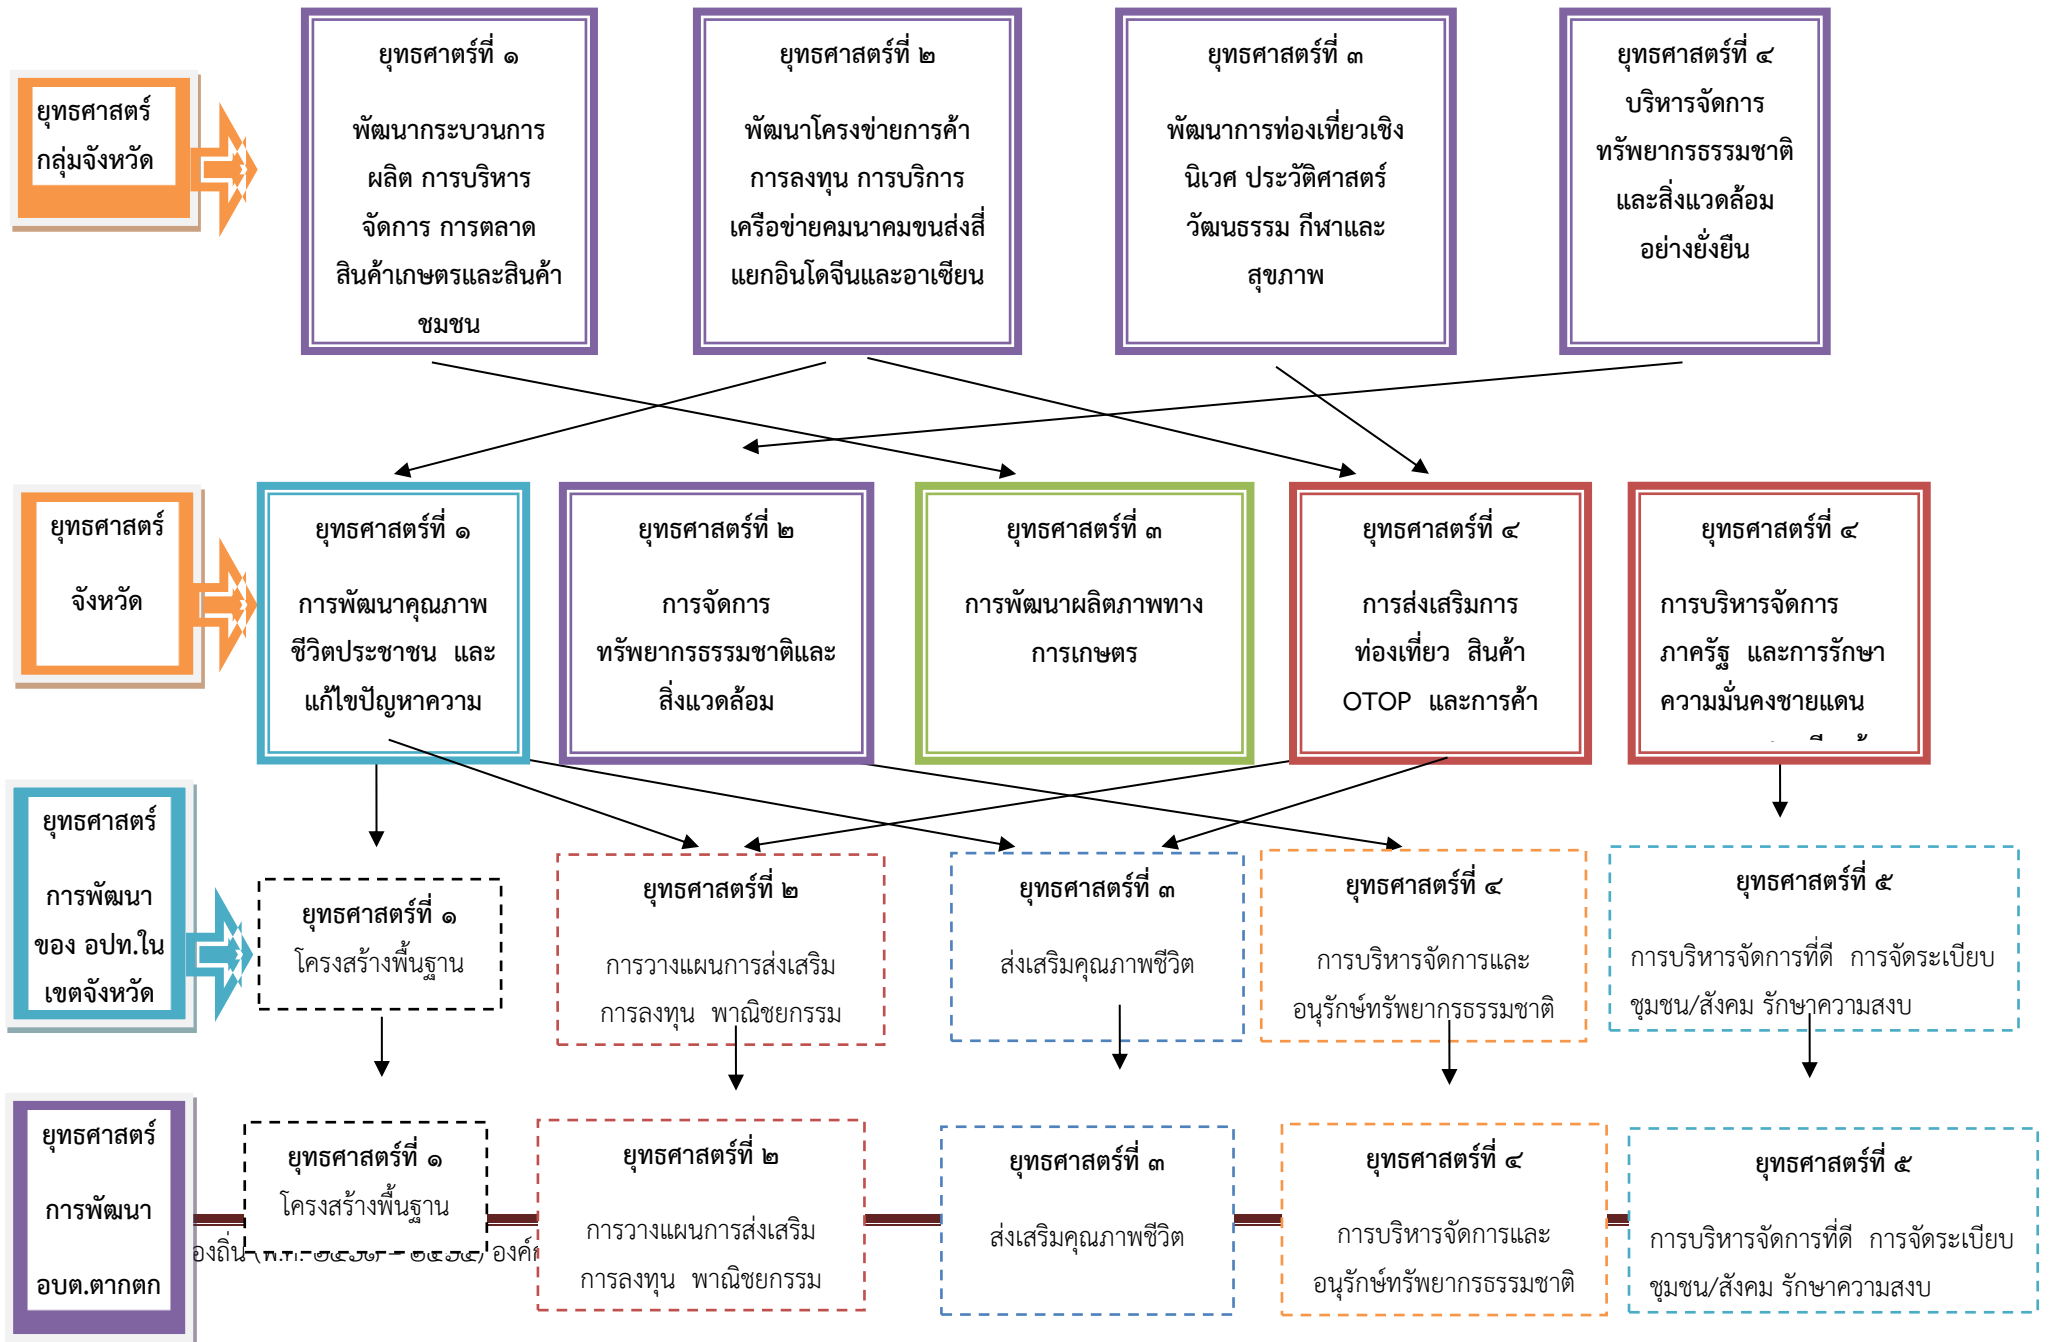 ยุทธศาสตร์
กลุ่มจังหวัด
ยุทธศาตร์ที่ ๑
พัฒนากระบวนการ
ผลิต การบริหาร
จัดการ การตลาด
สินค้าเกษตรและสินค้า
ชมชน
ยุทธศาสตร์ที่ ๒
พัฒนาโครงข่ายการค้า
การลงทุน การบริการ
เครือข่ายคมนาคมขนส่งสี่
แยกอินโดจีนและอาเซียน
ยุทธศาสตร์ที่ ๓
พัฒนาการท่องเที่ยวเชิง
นิเวศ ประวัติศาสตร์
วัฒนธรรม กีฬาและ
สุขภาพ
ยุทธศาสตร์ที่ ๔
บริหารจัดการ
ทรัพยากรธรรมชาติ
และสิ่งแวดล้อม
อย่างยั่งยืน
ยุทธศาสตร์
จังหวัด
ยุทธศาสตร์ที่ ๑
การพัฒนาคุณภาพ
ชีวิตประชาชน และ
แก้ไขปัญหาความ
ยุทธศาสตร์ที่ ๒
การจัดการ
ทรัพยากรธรรมชาติและ
สิ่งแวดล้อม
ยุทธศาสตร์ที่ ๓
การพัฒนาผลิตภาพทาง
การเกษตร
ยุทธศาสตร์ที่ ๔
การส่งเสริมการ
ท่องเที่ยว สินค้า
OTOP และการค้า
ยุทธศาสตร์ที่ ๔
การบริหารจัดการ
ภาครัฐ และการรักษา
ความมั่นคงชายแดน
ยุทธศาสตร์
การพัฒนา
ของ อปท.ใน
เขตจังหวัด
ยุทธศาสตร์ที่ ๑
โครงสร้างพื้นฐาน
ยุทธศาสตร์ที่ ๒
การวางแผนการส่งเสริม
การลงทุน พาณิชยกรรม
ยุทธศาสตร์ที่ ๓
ส่งเสริมคุณภาพชีวิต
ยุทธศาสตร์ที่ ๔
การบริหารจัดการและ
อนุรักษ์ทรัพยากรธรรมชาติ
ยุทธศาสตร์ที่ ๕
การบริหารจัดการที่ดี การจัดระเบียบ
ชุมชน/สังคม รักษาความสงบ
ยุทธศาสตร์
การพัฒนา
อบต.ตากตก
ยุทธศาสตร์ที่ ๑
โครงสร้างพื้นฐาน
ยุทธศาสตร์ที่ ๒
การวางแผนการส่งเสริม
การลงทุน พาณิชยกรรม
ยุทธศาสตร์ที่ ๓
ส่งเสริมคุณภาพชีวิต
ยุทธศาสตร์ที่ ๔
การบริหารจัดการและ
อนุรักษ์ทรัพยากรธรรมชาติ
ยุทธศาสตร์ที่ ๕
การบริหารจัดการที่ดี การจัดระเบียบ
ชุมชน/สังคม รักษาความสงบ